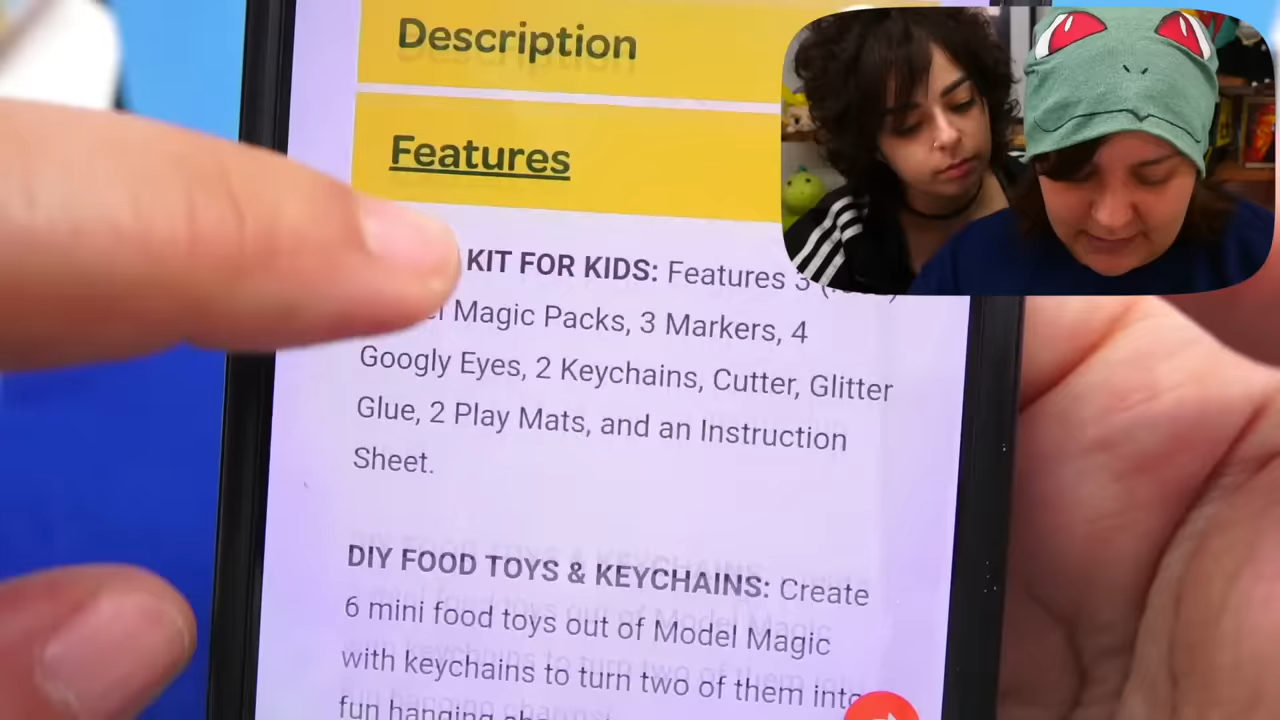 Description
Features
KIT FOR KIDS: Features 3
Magic Packs, 3 Markers, 4
Googly Eyes, 2 Keychains, Cutter, Glitter
Glue, 2 Play Mats, and an Instruction
Sheet.
DIY FOOD TOYS & KEYCHAINS: Create
6 mini food toys out of Model Magic
with keychains to turn two of them into
fun hanging